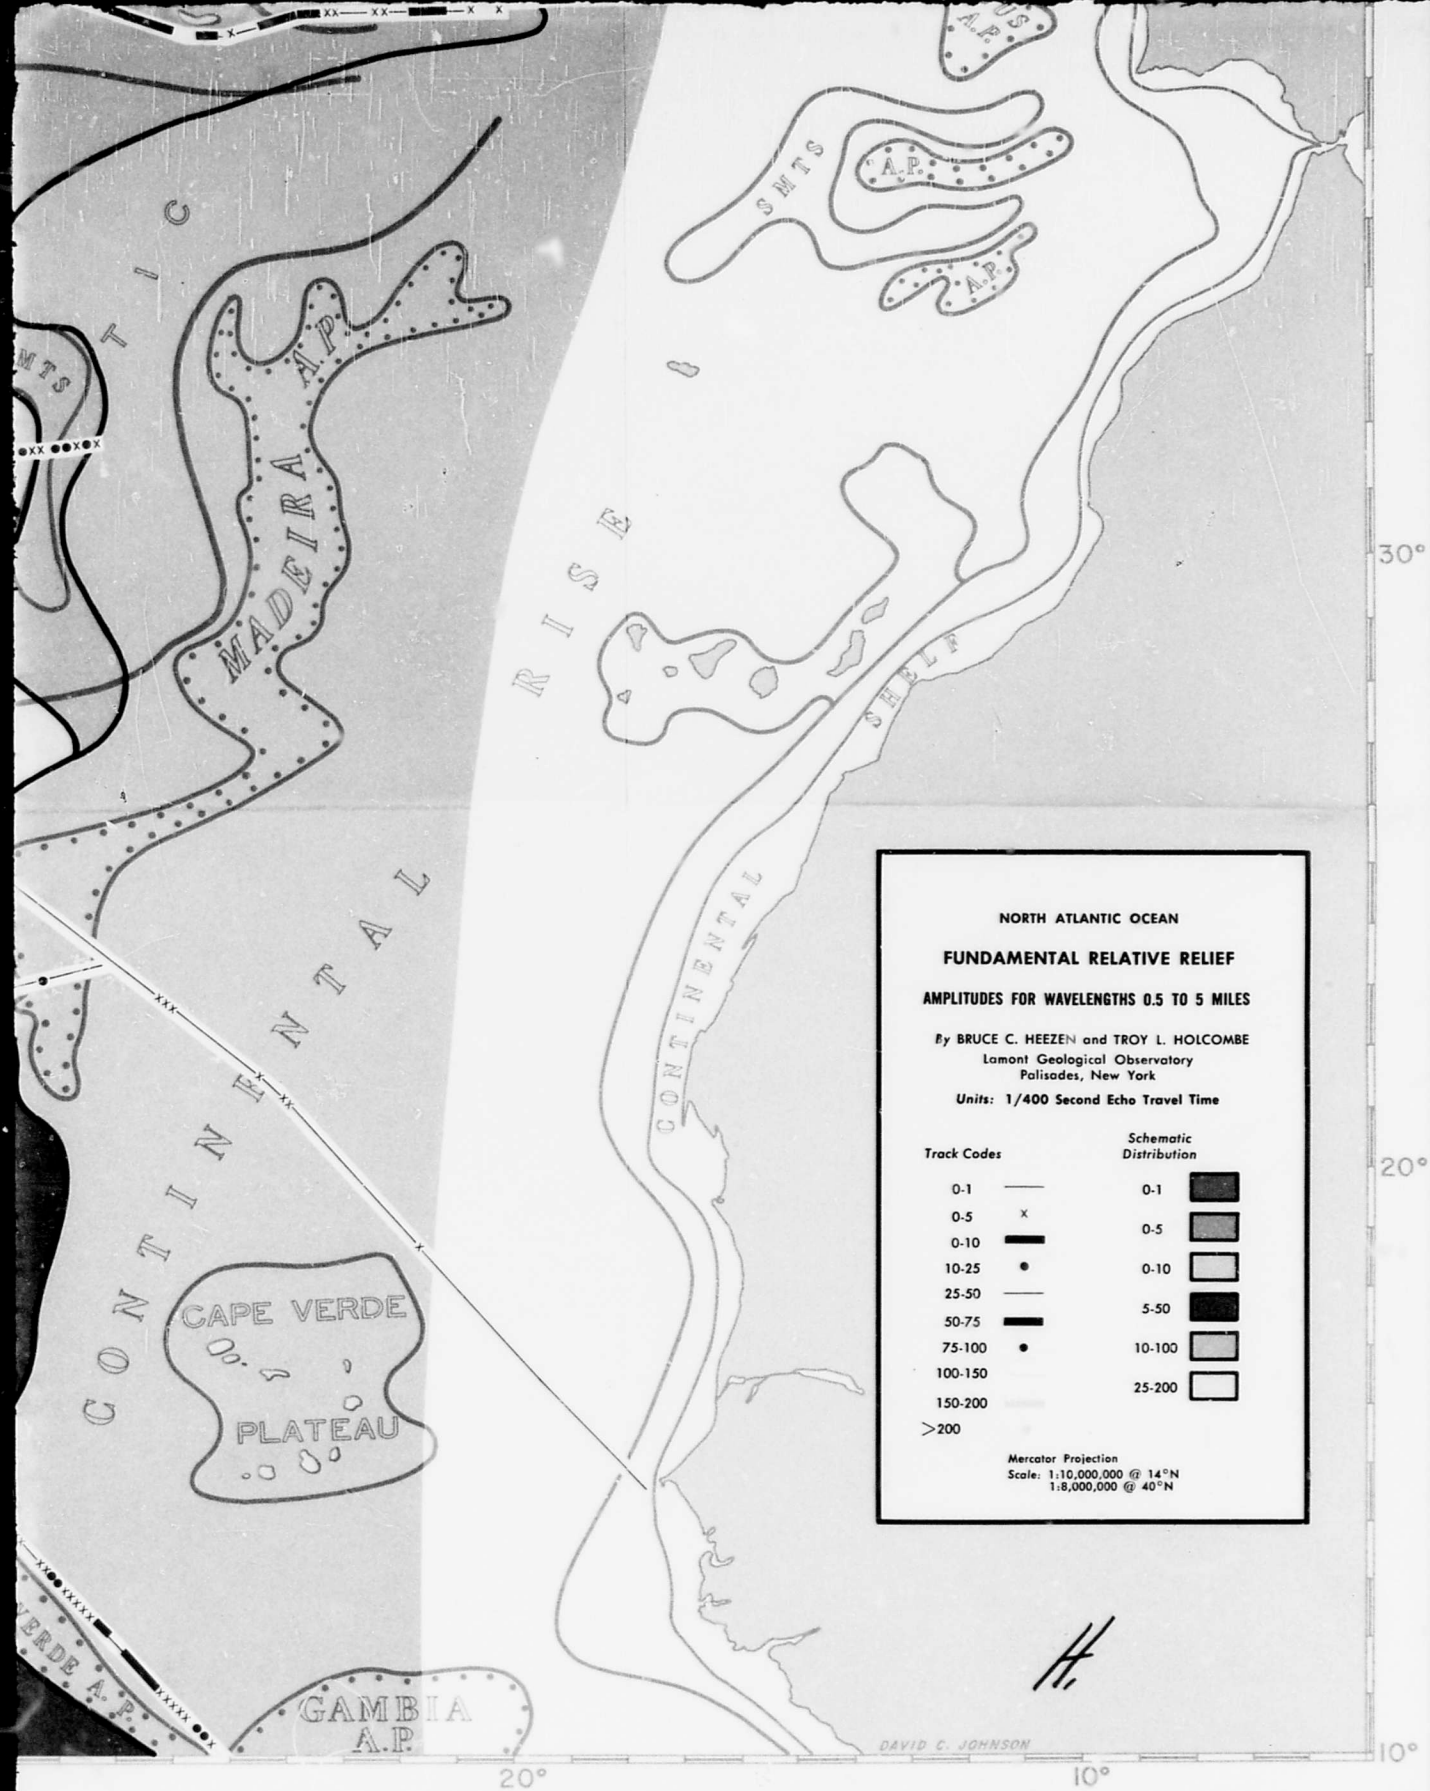 US
A.P.
SMTS
A.P.
A.P.
TIC
MTS
A.P.
MADEIRA
RISE
30°
SHELF
CONTINENTAL
CONTINENTAL
20°
CAPE VERDE
PLATEAU
VERDE A. P.
GAMBIA
A.P.
NORTH ATLANTIC OCEAN
FUNDAMENTAL RELATIVE RELIEF
AMPLITUDES FOR WAVELENGTHS 0.5 TO 5 MILES
By BRUCE C. HEEZEN and TROY L. HOLCOMBE
Lamont Geological Observatory
Palisades, New York
Units: 1/400 Second Echo Travel Time
Track Codes
0-1
0-5
0-10
10-25
25-50
50-75
75-100
100-150
150-200
>200
Schematic
Distribution
0-1
0-5
0-10
5-50
10-100
25-200
Mercator Projection
Scale: 1:10,000,000 @ 14°N
1:8,000,000 @ 40°N
H.
DAVID C. JOHNSON
10°
20°
10°